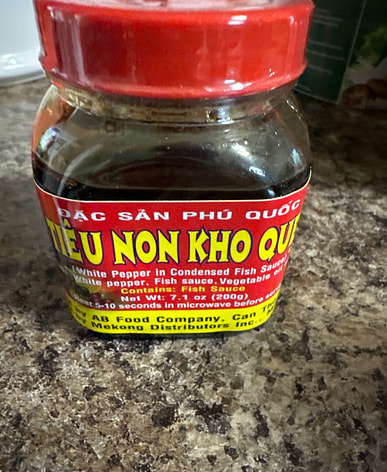 ĐẶC SẢN PHÚ QUỐC
TIÊU NON KHO QU
(White Pepper in Condensed Fish Sauce)
White pepper, Fish sauce, Vegetable oil
Contains: Fish Sauce
Net Wt: 7.1 oz (200g)
5-10 seconds in microwave before
by AB Food Company, Can
Mekong Distributors Inc.,